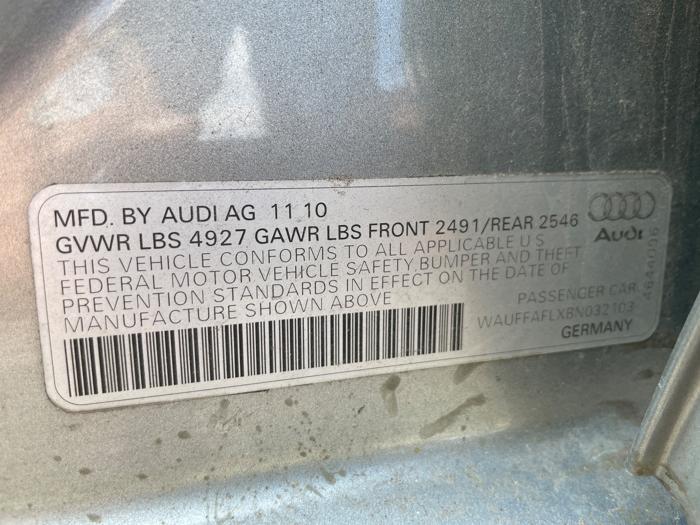 MFD. BY AUDI AG 11 10
GVWR LBS 4927 GAWR LBS FRONT 2491/REAR 2546
THIS VEHICLE CONFORMS TO ALL APPLICABLE U S
FEDERAL MOTOR VEHICLE SAFETY, BUMPER AND THEFT
PREVENTION STANDARDS IN EFFECT ON THE DATE OF
MANUFACTURE SHOWN ABOVE
Audi
PASSENGER CAR
WAUFFAFLXBN032103
GERMANY